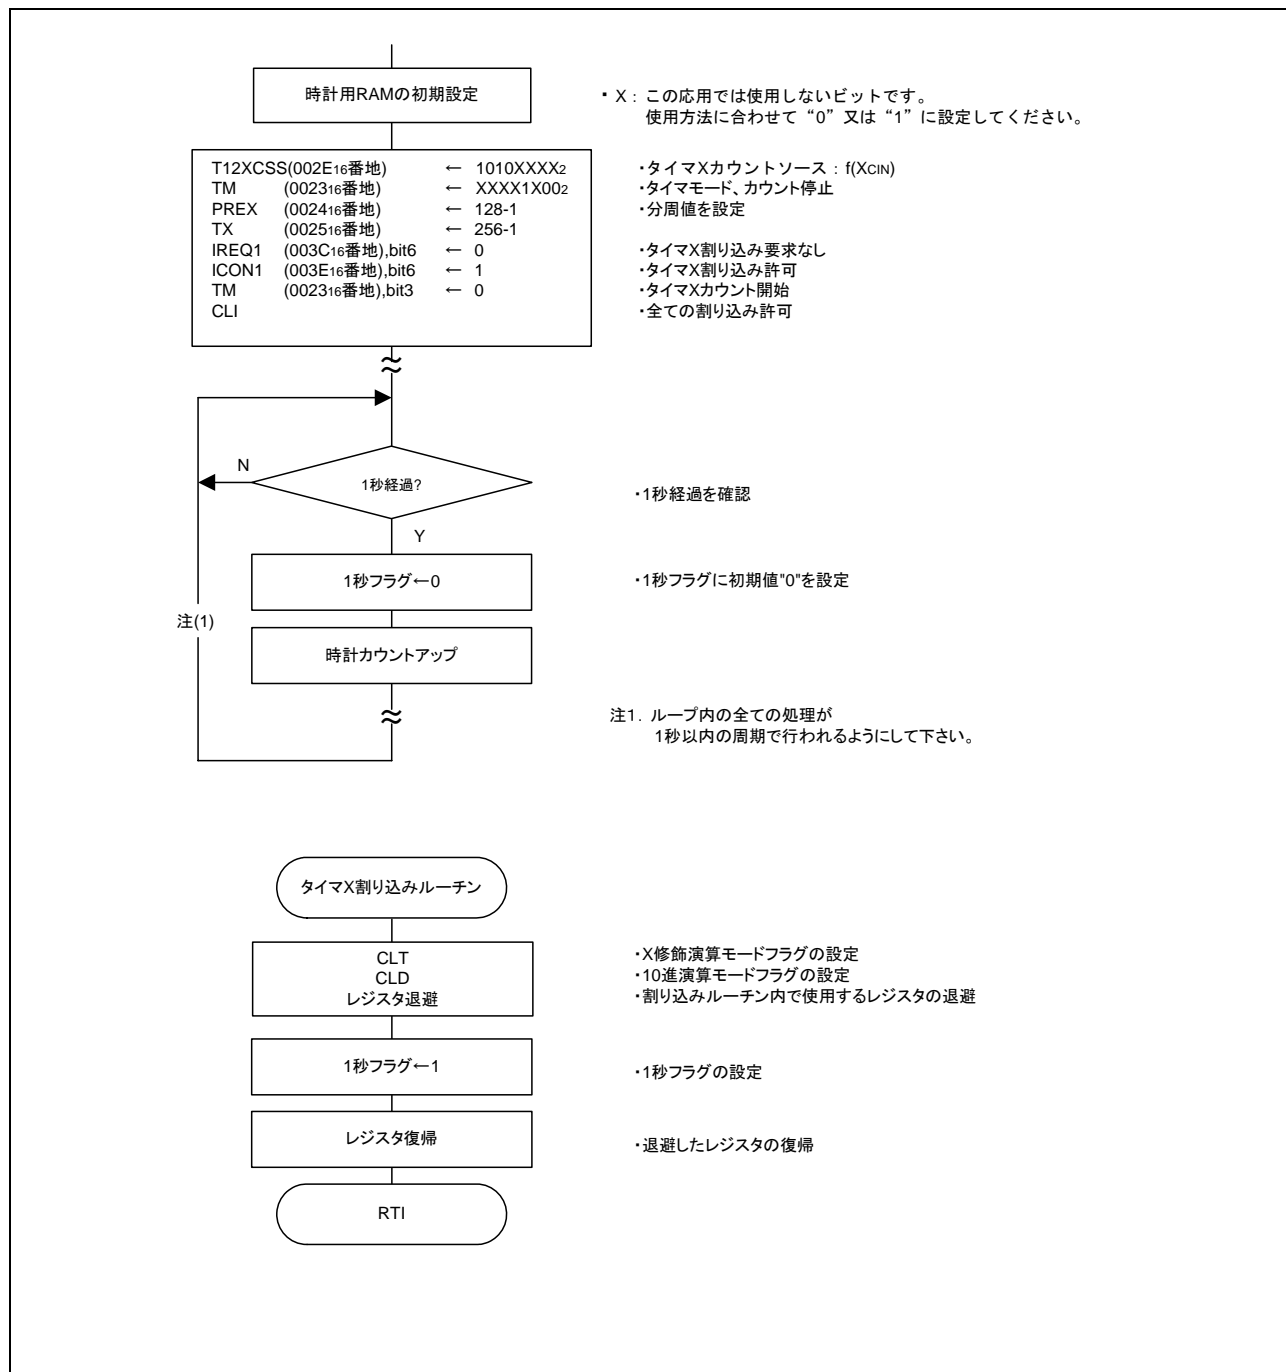 時計用RAMの初期設定
・X: この応用では使用しないビットです。
使用方法に合わせて“0”又は“1”に設定してください。
T12XCSS(002E16番地) ← 1010XXXX2 ・タイマXカウントソース：f(XCIN)
TM (002316番地) ← XXXX1X002 ・タイマモード、カウント停止
PREX (002416番地) ← 128-1 ・分周値を設定
TX (002516番地) ← 256-1
IREQ1 (003C16番地),bit6 ← 0 ・タイマX割り込み要求なし
ICON1 (003E16番地),bit6 ← 1 ・タイマX割り込み許可
TM (002316番地),bit3 ← 0 ・タイマXカウント開始
CLI ・全ての割り込み許可
N
1秒経過?
・1秒経過を確認
Y
1秒フラグ←0 ・1秒フラグに初期値"0"を設定
注(1)
時計カウントアップ
注1. ループ内の全ての処理が
1秒以内の周期で行われるようにして下さい。
タイマX割り込みルーチン
CLT ・X修飾演算モードフラグの設定
CLD ・10進演算モードフラグの設定
レジスタ退避 ・割り込みルーチン内で使用するレジスタの退避
1秒フラグ←1 ・1秒フラグの設定
レジスタ復帰 ・退避したレジスタの復帰
RTI